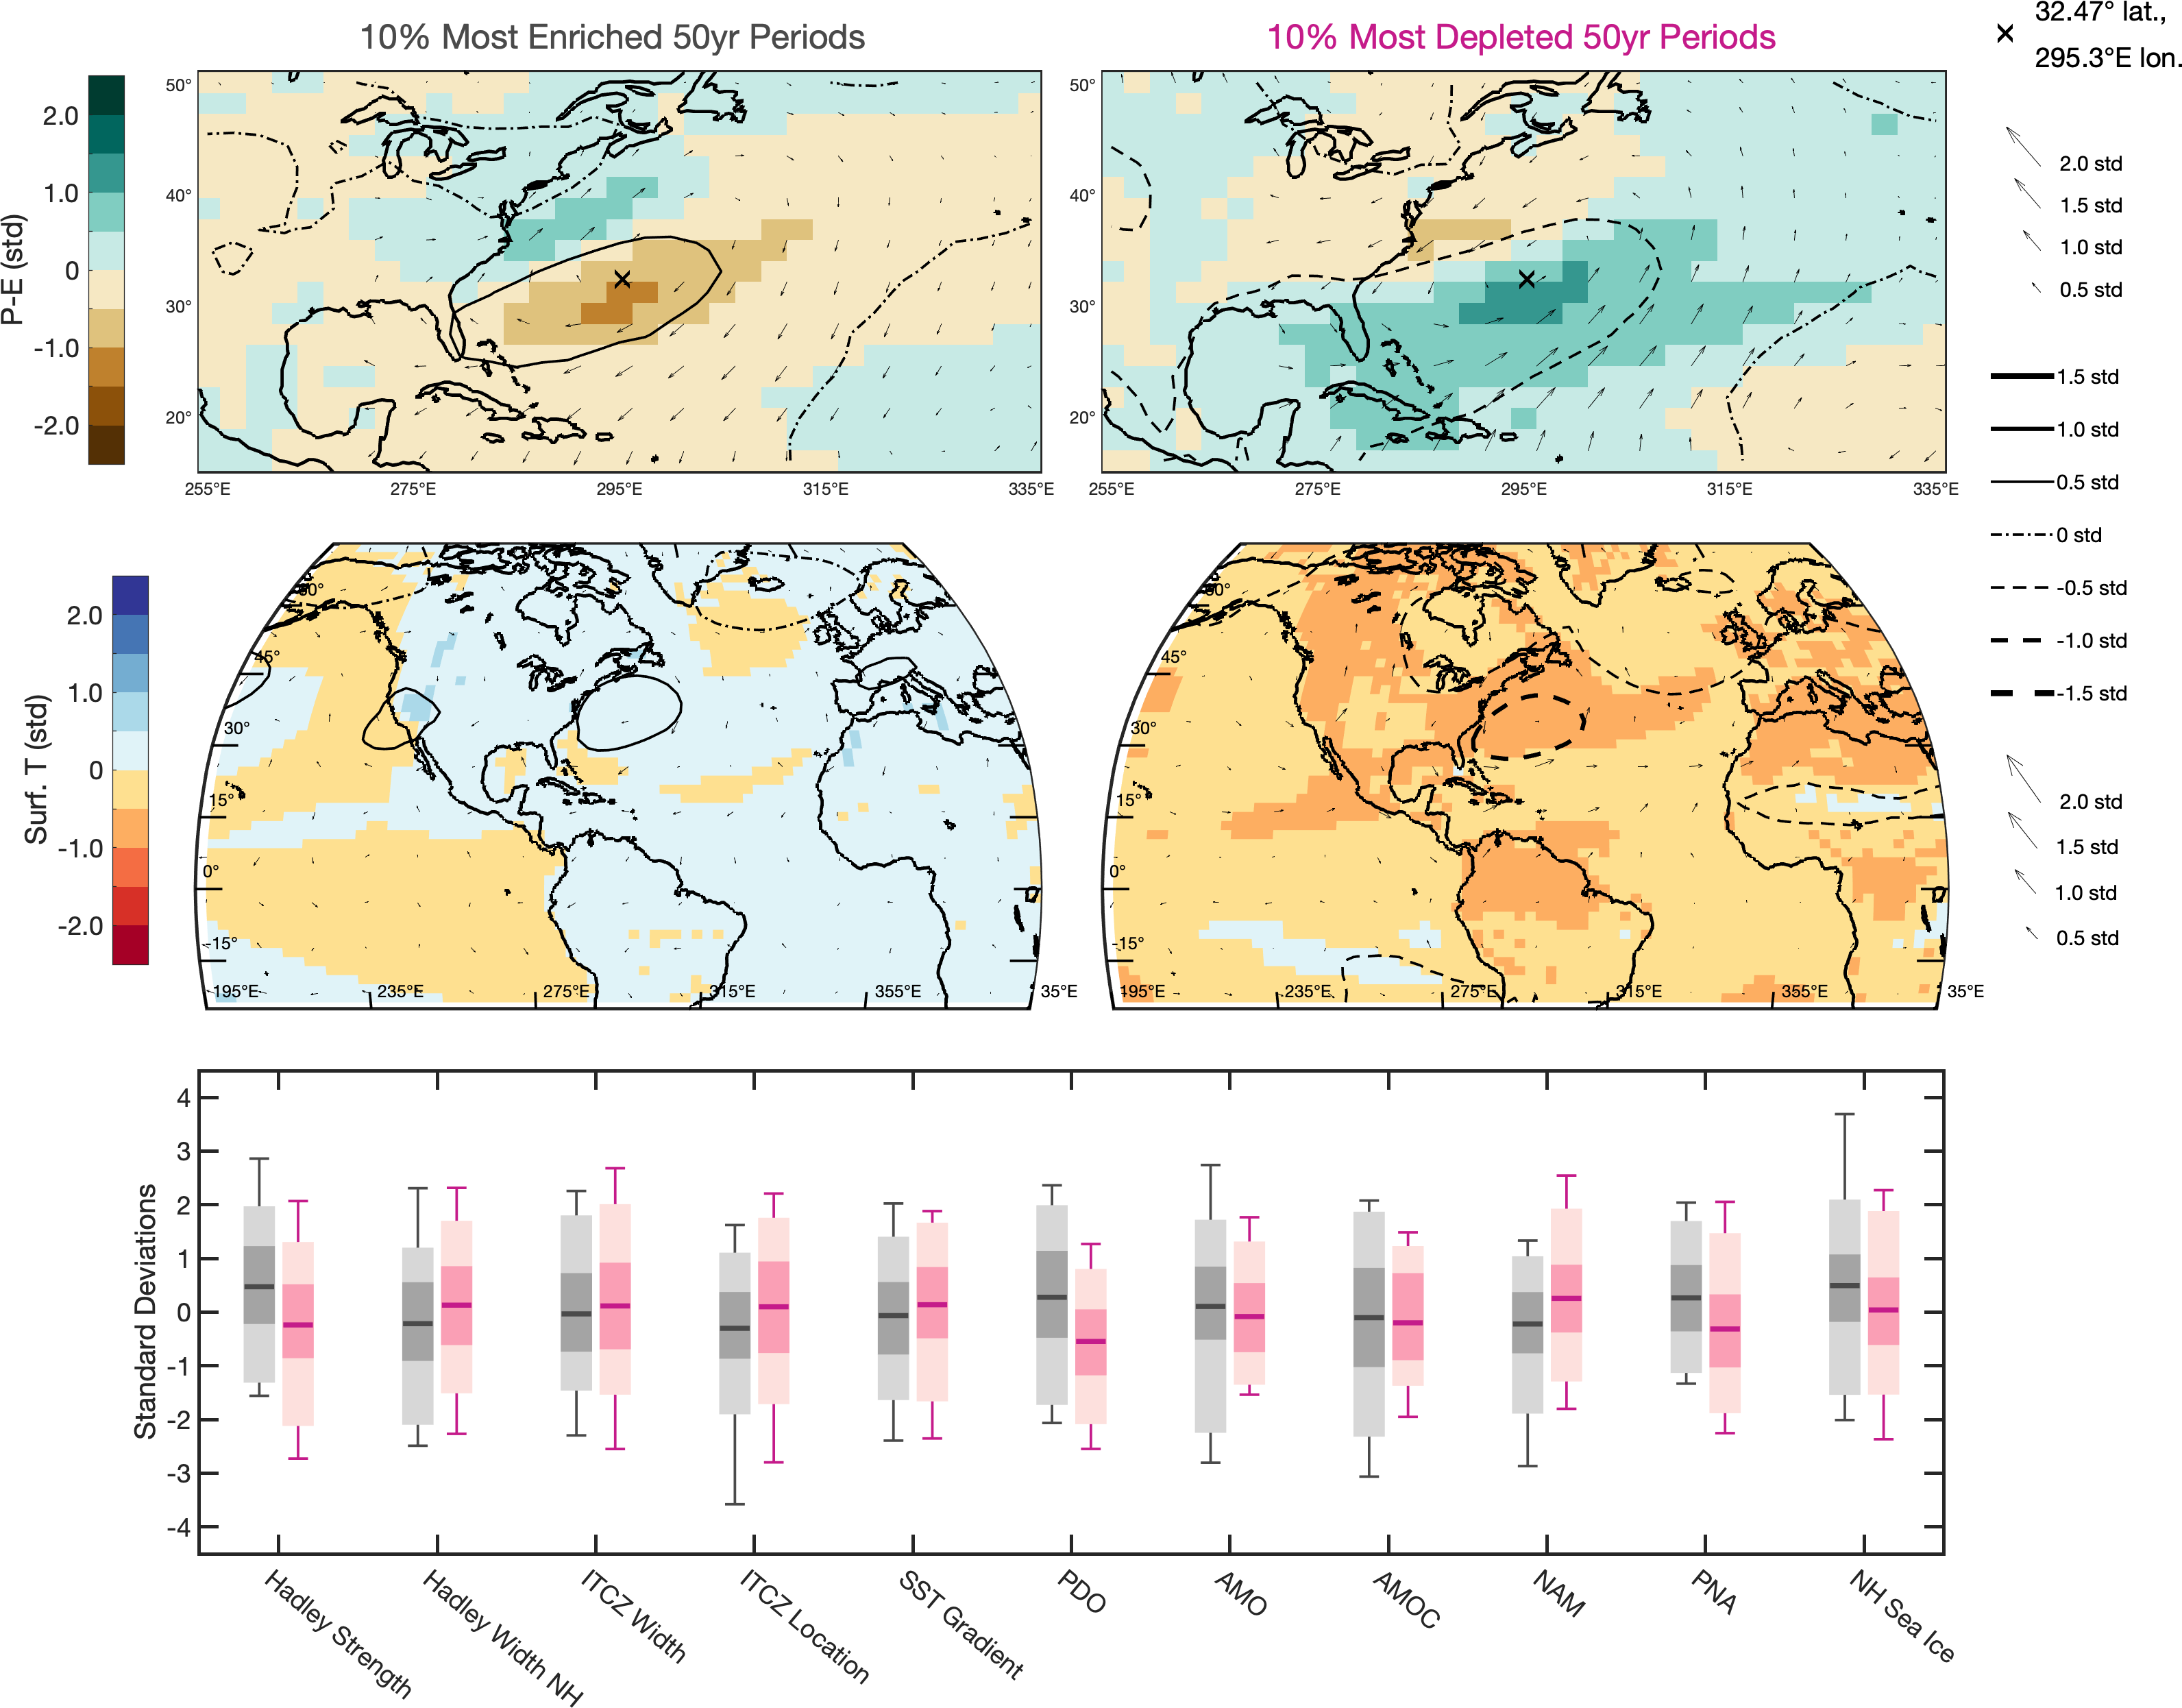 10% Most Enriched 50yr Periods
10% Most Depleted 50yr Periods
32.47° lat.,
295.3°E lon.
P-E (std)
2.0
1.0
0
-1.0
-2.0
50°
40°
30°
20°
255°E
275°E
295°E
315°E
335°E
50°
40°
30°
20°
255°E
275°E
295°E
315°E
335°E
2.0 std
1.5 std
1.0 std
0.5 std
1.5 std
1.0 std
0.5 std
0 std
-0.5 std
-1.0 std
-1.5 std
Surf. T (std)
2.0
1.0
0
-1.0
-2.0
60°
45°
30°
15°
0°
-15°
195°E
235°E
275°E
315°E
355°E
35°E
60°
45°
30°
15°
0°
-15°
195°E
235°E
275°E
315°E
355°E
35°E
2.0 std
1.5 std
1.0 std
0.5 std
Standard Deviations
4
3
2
1
0
-1
-2
-3
-4
Hadley Strength
Hadley Width NH
ITCZ Width
ITCZ Location
SST Gradient
PDO
AMO
AMOC
NAM
PNA
NH Sea Ice